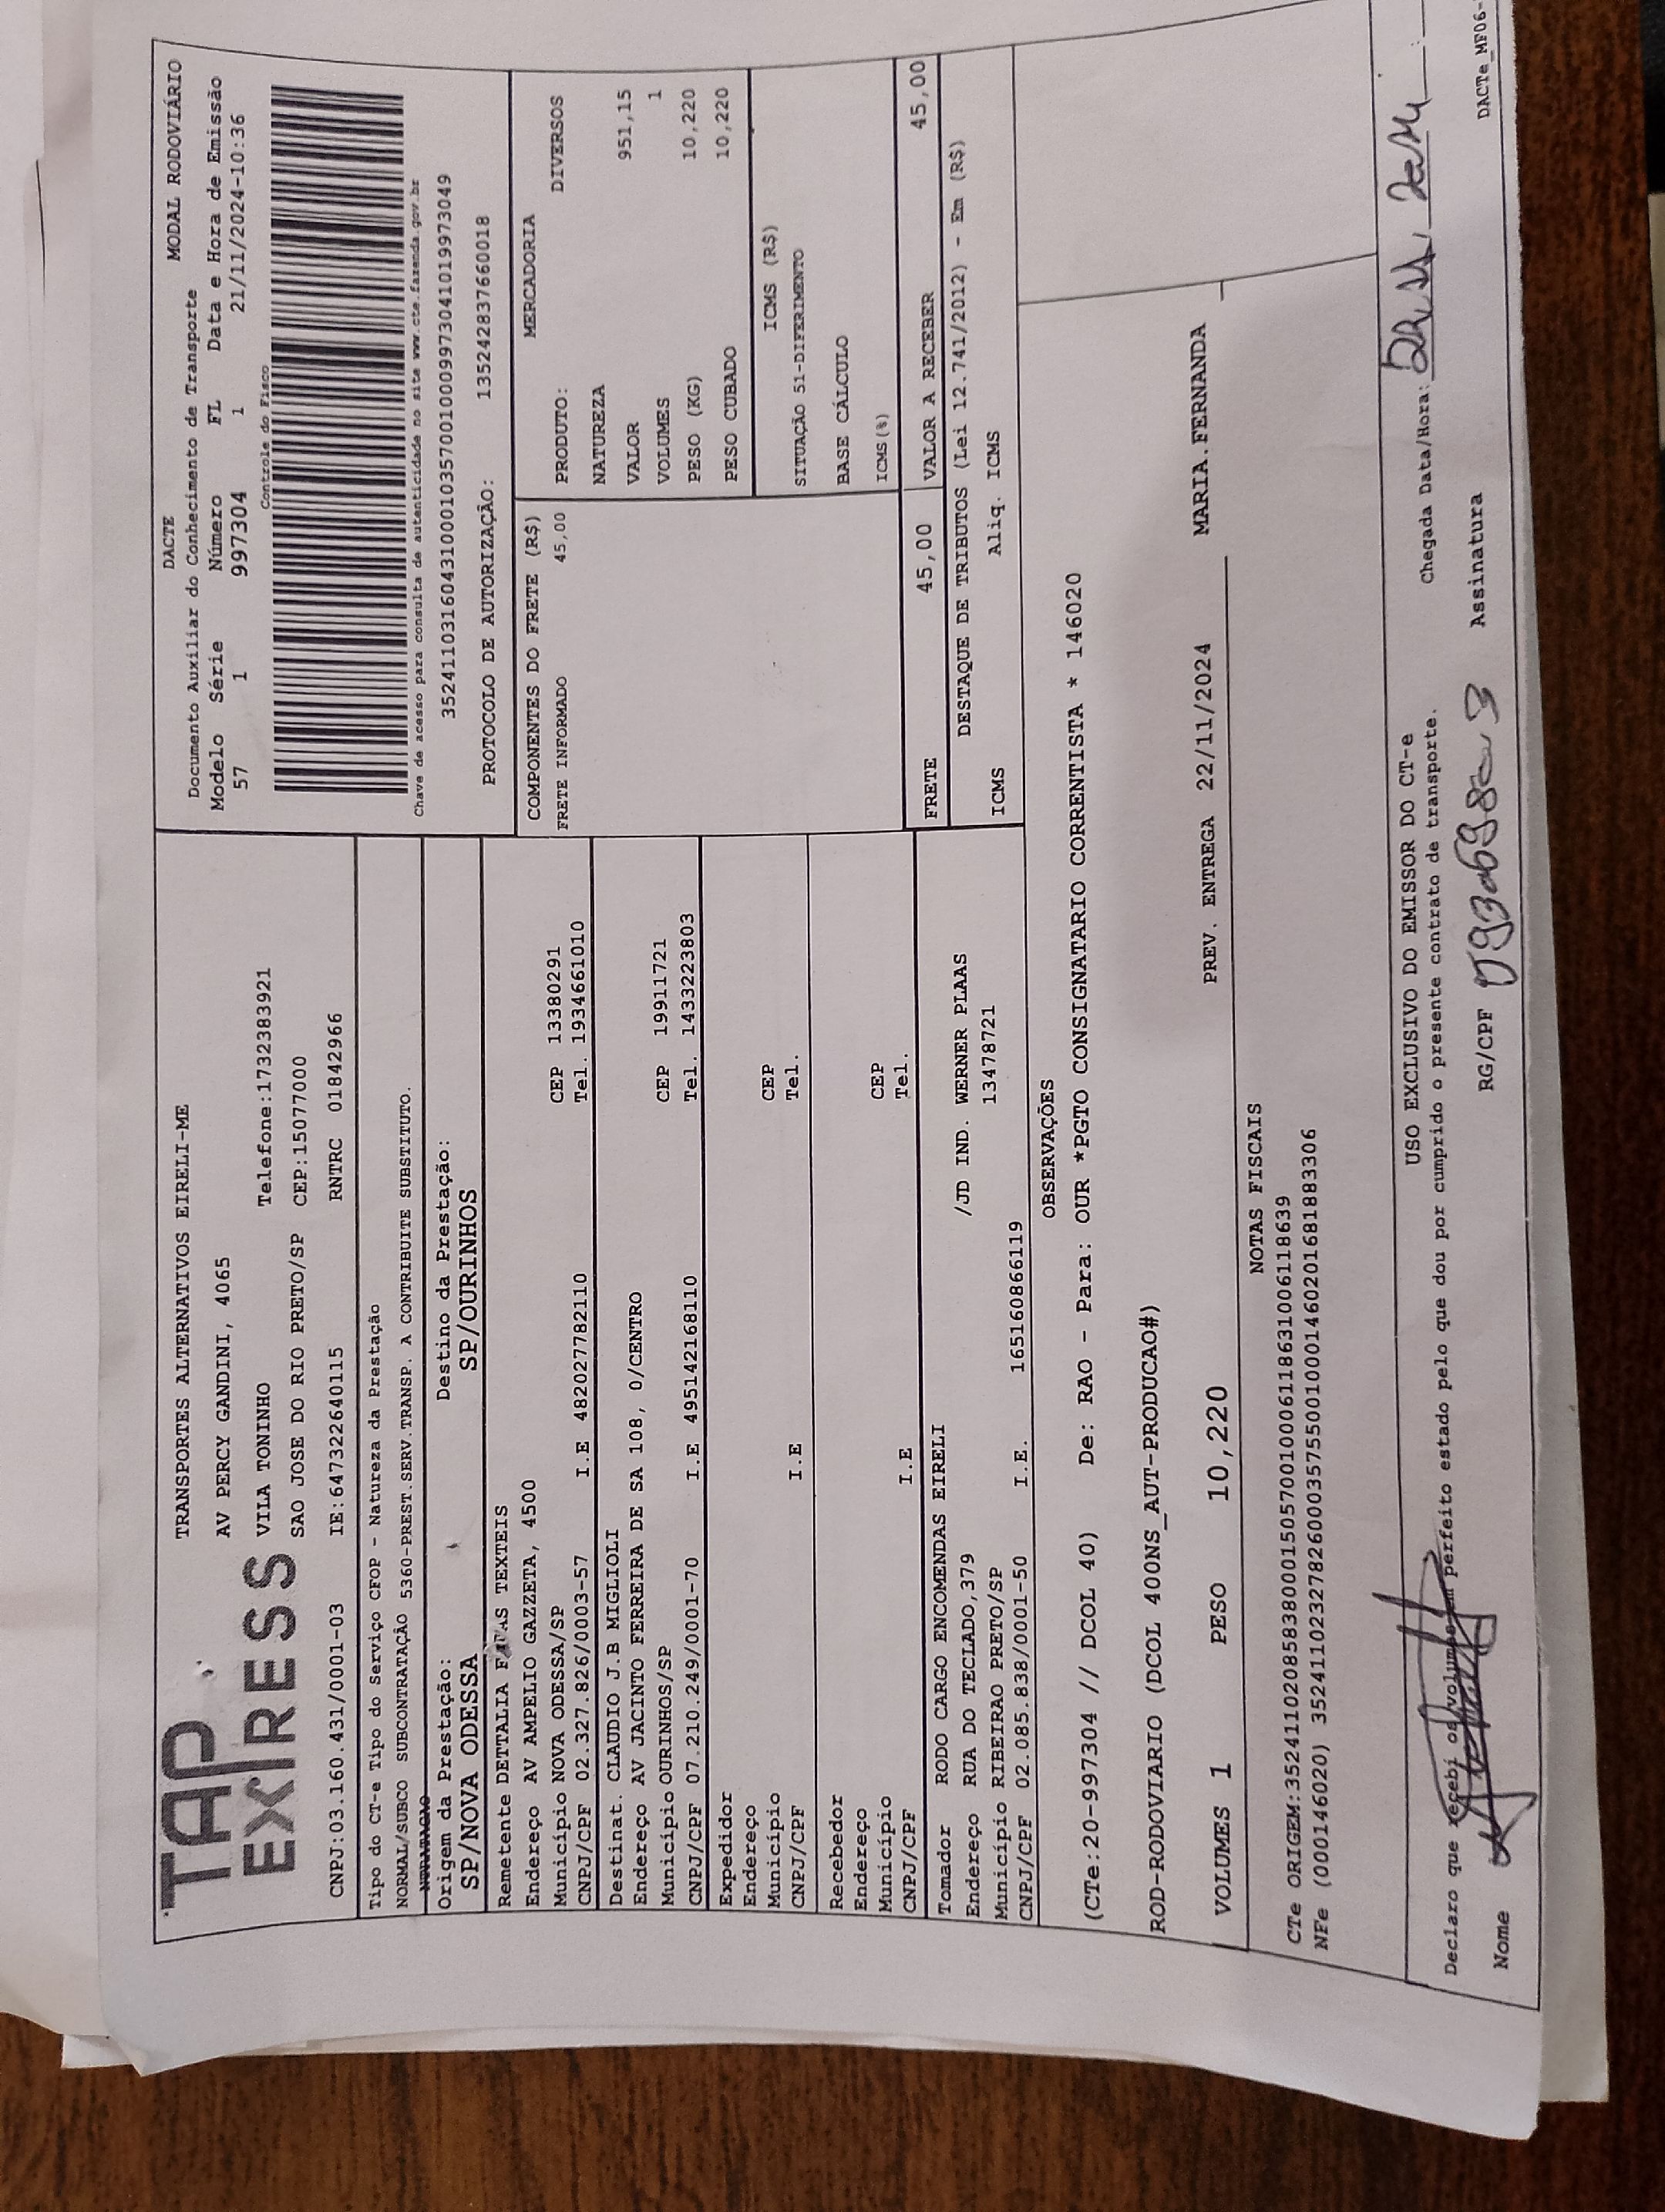 TAP
EXPRESS
TRANSPORTES ALTERNATIVOS EIRELI-ME
AV PERCY GANDINI, 4065
VILA TONINHO Telefone:1732383921
SAO JOSE DO RIO PRETO/SP CEP:15077000
CNPJ:03.160.431/0001-03 IE:647322640115 RNTRC 01842966
Tipo do CT-e Tipo do Serviço CFOP - Natureza da Prestação
NORMAL/SUBCO SUBCONTRATAÇÃO 5360-PREST.SERV.TRANSP. A CONTRIBUITE SUBSTITUTO.
NTRATAÇÃO
Origem da Prestação: Destino da Prestação:
SP/NOVA ODESSA SP/OURINHOS
Remetente DETTALIA FITAS TEXTEIS
Endereço AV AMPELIO GAZZETA, 4500
Município NOVA ODESSA/SP CEP 13380291
CNPJ/CPF 02.327.826/0003-57 I.E 482027782110 Tel. 1934661010
Destinat. CLAUDIO J.B MIGLIOLI
Endereço AV JACINTO FERREIRA DE SA 108, 0/CENTRO
Município OURINHOS/SP CEP 19911721
CNPJ/CPF 07.210.249/0001-70 I.E 495142168110 Tel. 1433223803
Expedidor
Endereço
Município CEP
CNPJ/CPF I.E Tel.
Recebedor
Endereço
Município CEP
CNPJ/CPF I.E Tel.
Tomador RODO CARGO ENCOMENDAS EIRELI
Endereço RUA DO TECLADO,379 /JD IND. WERNER PLAAS
Município RIBEIRAO PRETO/SP 13478721
CNPJ/CPF 02.085.838/0001-50 I.E. 165160866119
DACTE MODAL RODOVIÁRIO
Documento Auxiliar do Conhecimento de Transporte
Modelo Série Número FL Data e Hora de Emissão
57 1 997304 1 21/11/2024-10:36
Controle do Fisco
Chave de acesso para consulta de autenticidade no site www.cte.fazenda.gov.br
35241103160431000103570010009973041019973049
PROTOCOLO DE AUTORIZAÇÃO: 135242837660018
COMPONENTES DO FRETE (R$)
FRETE INFORMADO 45,00
MERCADORIA
PRODUTO: DIVERSOS
NATUREZA
VALOR 951,15
VOLUMES 1
PESO (KG) 10,220
PESO CUBADO 10,220
ICMS (R$)
SITUAÇÃO 51-DIFERIMENTO
BASE CÁLCULO
ICMS(%)
FRETE 45,00 VALOR A RECEBER 45,00
DESTAQUE DE TRIBUTOS (Lei 12.741/2012) - Em (R$)
ICMS Aliq. ICMS
OBSERVAÇÕES
(CTe:20-997304 // DCOL 40) De: RAO - Para: OUR *PGTO CONSIGNATARIO CORRENTISTA * 146020
ROD-RODOVIARIO (DCOL 400NS_AUT-PRODUCAO#)
VOLUMES 1 PESO 10,220 PREV. ENTREGA 22/11/2024 MARIA.FERNANDA
NOTAS FISCAIS
CTe ORIGEM:35241102085838000150570010006118631006118639
NFe (000146020) 35241102327826000357550010001460201681883306
USO EXCLUSIVO DO EMISSOR DO CT-e
Declaro que recebi os volumes em perfeito estado pelo que dou por cumprido o presente contrato de transporte.
Chegada Data/Hora:
Nome RG/CPF Assinatura
DACTe_MF06-